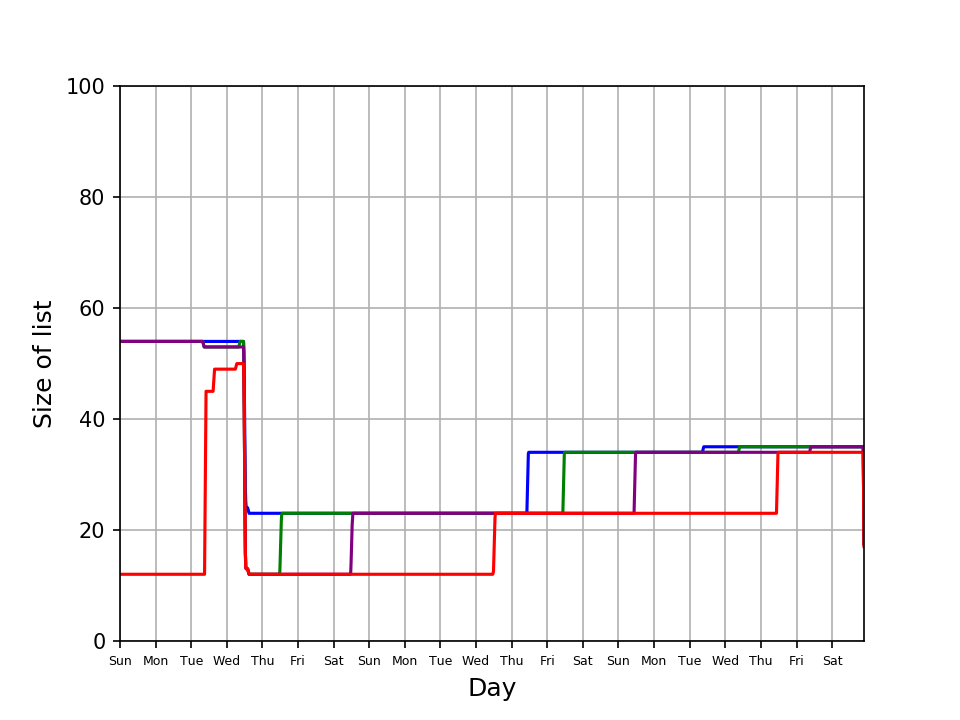 100
80
60
40
20
0
Size of list
Sun Mon Tue Wed Thu Fri Sat Sun Mon Tue Wed Thu Fri Sat Sun Mon Tue Wed Thu Fri Sat
Day